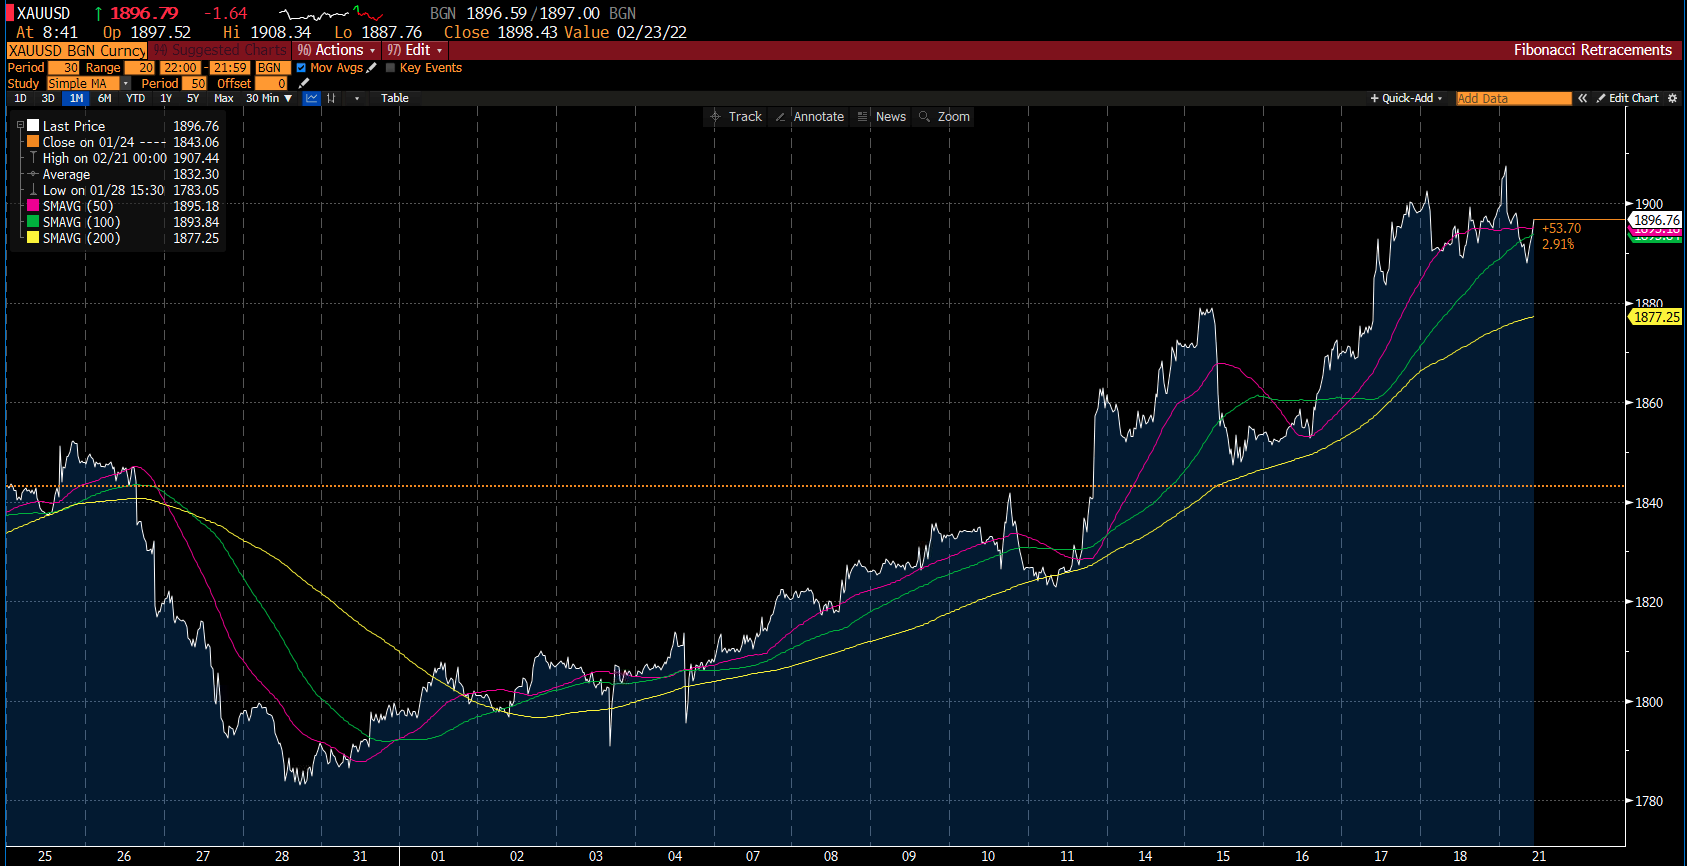 XAUUSD ↑ 1896.79 -1.64 BGN 1896.59/1897.00 BGN
At 8:41 Op 1897.52 Hi 1908.34 Lo 1887.76 Close 1898.43 Value 02/23/22
XAUUSD BGN Curncy 94) Suggested Charts 96) Actions 97) Edit Fibonacci Retracements
Period 30 Range 20 22:00 - 21:59 BGN Mov Avgs Key Events
Study Simple MA Period 50 Offset 0
1D 3D 1M 6M YTD 1Y 5Y Max 30 Min ▼ Table + Quick-Add Add Data « Edit Chart
Track Annotate News Zoom
Last Price 1896.76
Close on 01/24 ---- 1843.06
High on 02/21 00:00 1907.44
Average 1832.30
Low on 01/28 15:30 1783.05
SMAVG (50) 1895.18
SMAVG (100) 1893.84
SMAVG (200) 1877.25
1900
1896.76
1895.18
1893.84
+53.70
2.91%
1880
1877.25
1860
1840
1820
1800
1780
25 26 27 28 31 01 02 03 04 07 08 09 10 11 14 15 16 17 18 21